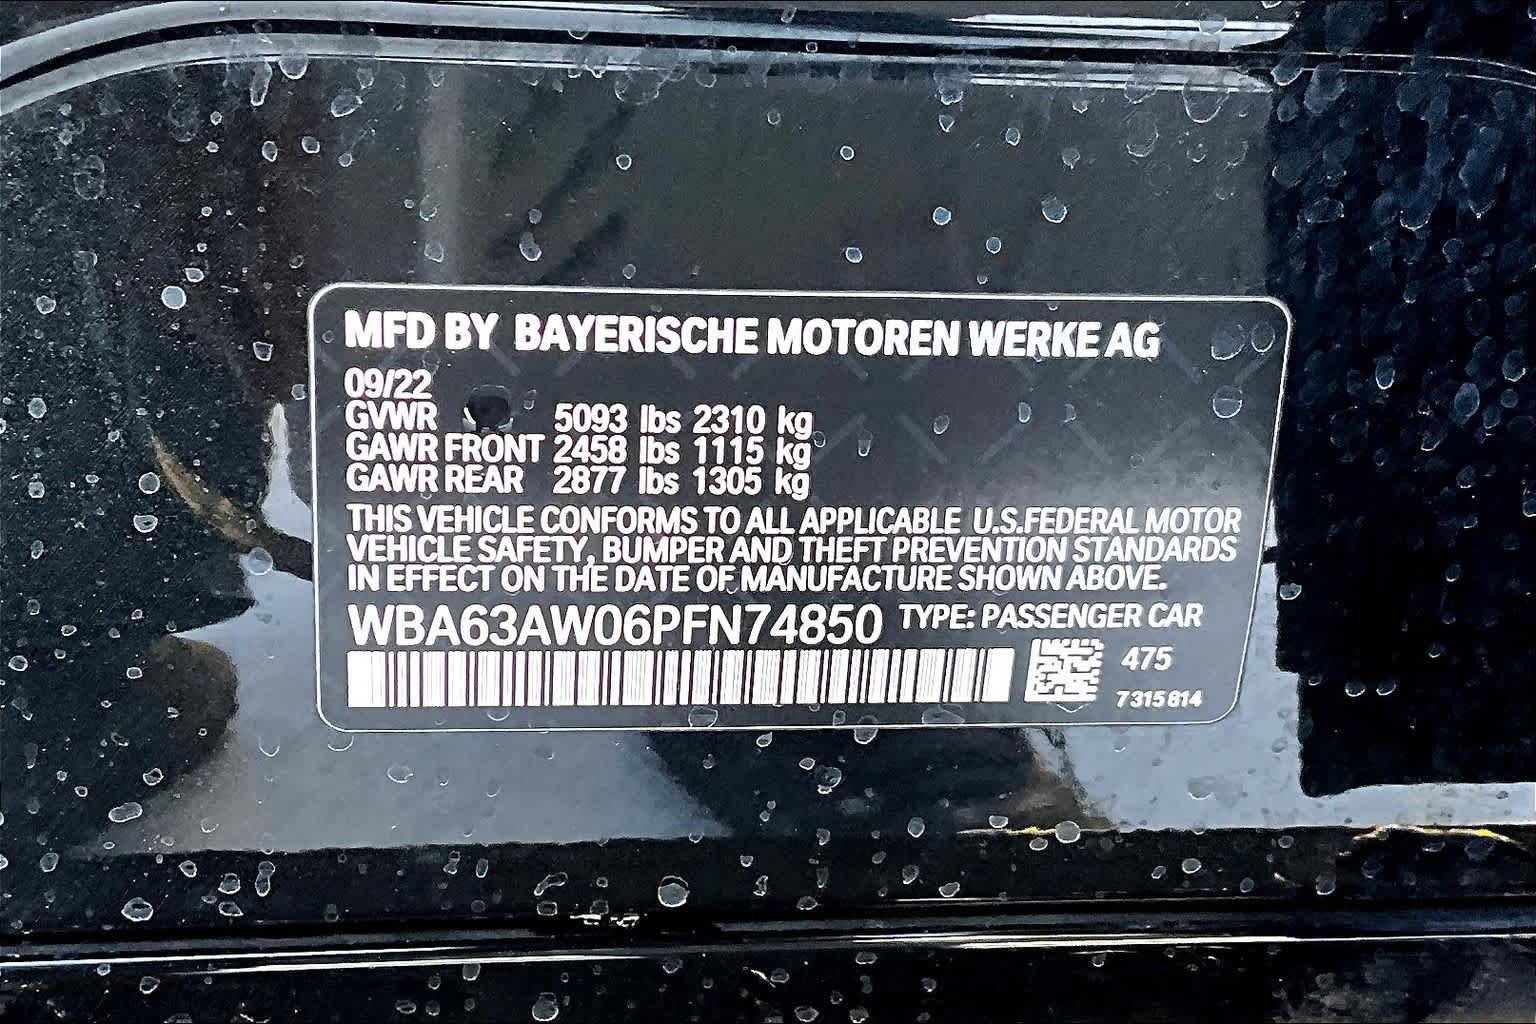 MFD BY BAYERISCHE MOTOREN WERKE AG
09/22
GVWR 5093 lbs 2310 kg
GAWR FRONT 2458 lbs 1115 kg
GAWR REAR 2877 lbs 1305 kg
THIS VEHICLE CONFORMS TO ALL APPLICABLE U.S.FEDERAL MOTOR
VEHICLE SAFETY, BUMPER AND THEFT PREVENTION STANDARDS
IN EFFECT ON THE DATE OF MANUFACTURE SHOWN ABOVE.
WBA63AW06PFN74850 TYPE: PASSENGER CAR
475
7315814